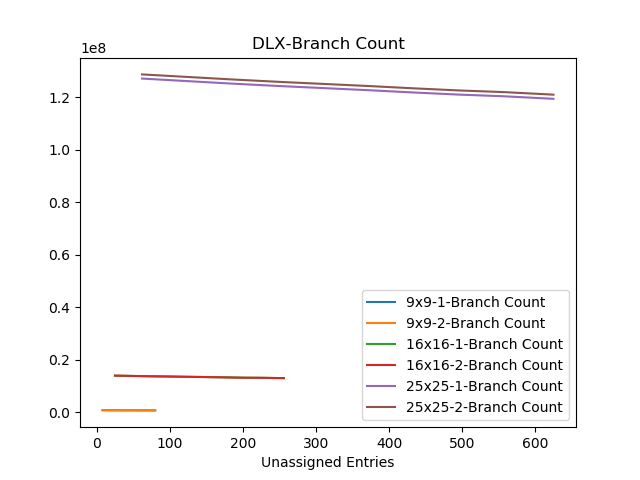 DLX-Branch Count
1e8
1.2
1.0
0.8
0.6
0.4
0.2
0.0
9x9-1-Branch Count
9x9-2-Branch Count
16x16-1-Branch Count
16x16-2-Branch Count
25x25-1-Branch Count
25x25-2-Branch Count
0 100 200 300 400 500 600
Unassigned Entries